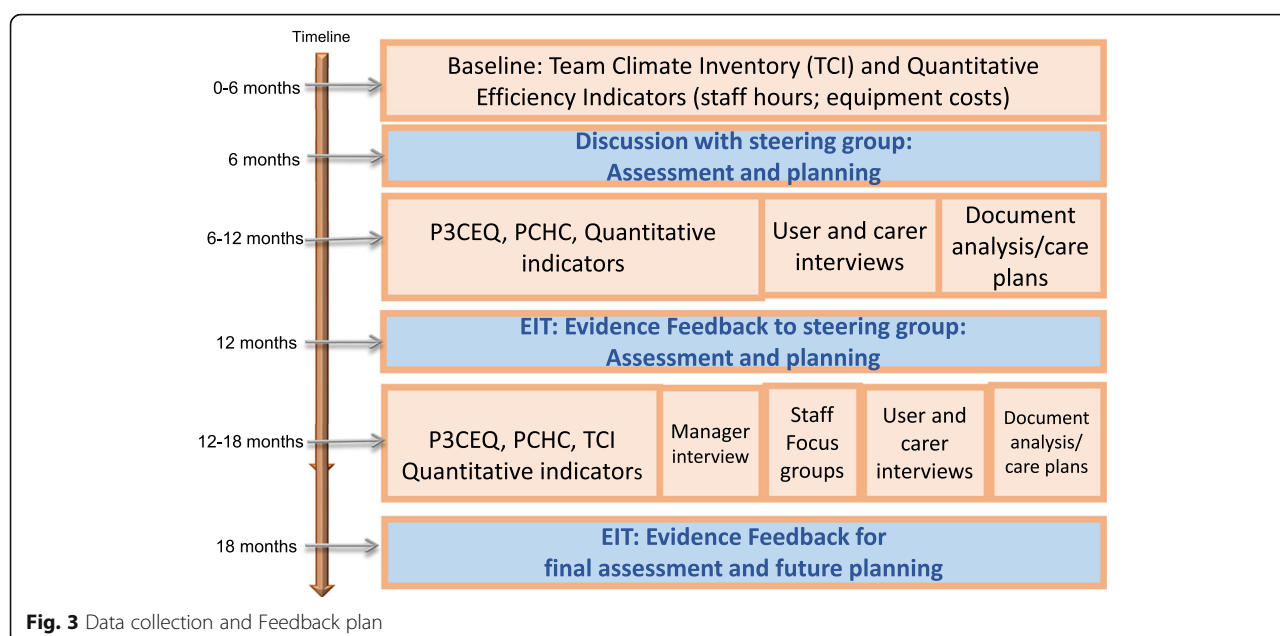 Timeline
0-6 months
Baseline: Team Climate Inventory (TCI) and Quantitative
Efficiency Indicators (staff hours; equipment costs)
6 months
Discussion with steering group:
Assessment and planning
6-12 months
P3CEQ, PCHC, Quantitative
indicators
User and carer
interviews
Document
analysis/care
plans
12 months
EIT: Evidence Feedback to steering group:
Assessment and planning
12-18 months
P3CEQ, PCHC, TCI
Quantitative indicators
Manager
interview
Staff
Focus
groups
User and
carer
interviews
Document
analysis/
care plans
18 months
EIT: Evidence Feedback for
final assessment and future planning
Fig. 3 Data collection and Feedback plan